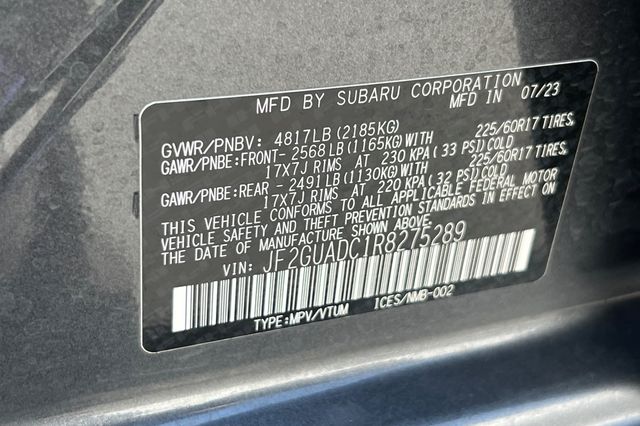 MFD BY SUBARU CORPORATION
MFD IN 07/23
GVWR/PNBV: 4817LB (2185KG)
GAWR/PNBE:FRONT- 2568 LB (1165KG) WITH 225/60R17 TIRES,
17x7J RIMS AT 230 KPA (33 PSI) COLD
GAWR/PNBE:REAR - 2491 LB (1130KG) WITH 225/60R17 TIRES,
17x7J RIMS AT 220 KPA (32 PSI) COLD
THIS VEHICLE CONFORMS TO ALL APPLICABLE FEDERAL MOTOR
VEHICLE SAFETY AND THEFT PREVENTION STANDARDS IN EFFECT ON
THE DATE OF MANUFACTURE SHOWN ABOVE.
VIN: JF2GUADC1R8275289
TYPE:MPV/VTUM ICES/NMB-002